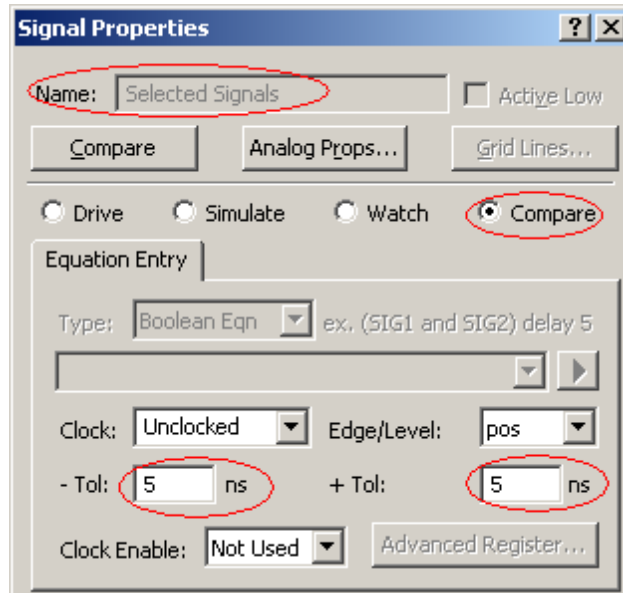 Signal Properties
Name: Selected Signals Active Low
Compare Analog Props... Grid Lines...
Drive Simulate Watch Compare
Equation Entry
Type: Boolean Eqn ex. (SIG1 and SIG2) delay 5
Clock: Unclocked Edge/Level: pos
- Tol: 5 ns + Tol: 5 ns
Clock Enable: Not Used Advanced Register...